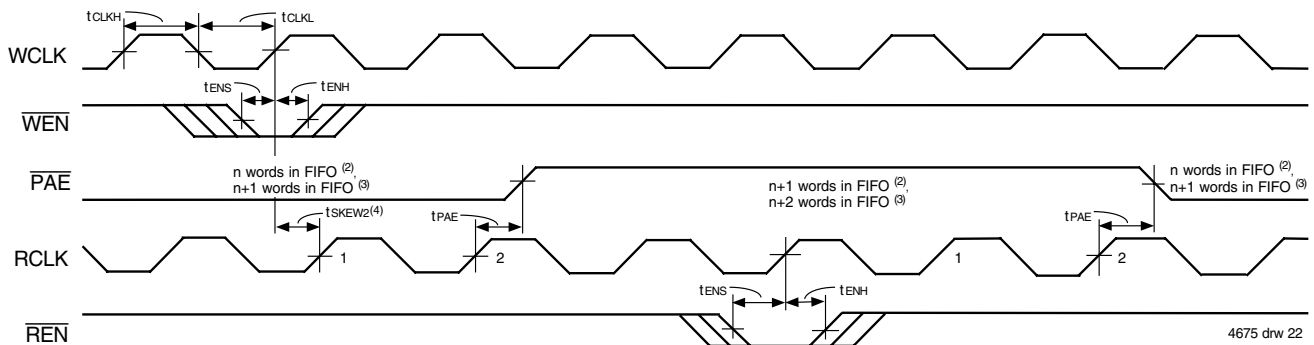 tCLKH
tCLKL
WCLK
tENS
tENH
WEN
PAE
n words in FIFO (2),
n+1 words in FIFO (3)
n+1 words in FIFO (2),
n+2 words in FIFO (3)
n words in FIFO (2),
n+1 words in FIFO (3)
tSKEW2(4)
tPAE
tPAE
RCLK
1
2
1
2
tENS
tENH
REN
4675 drw 22